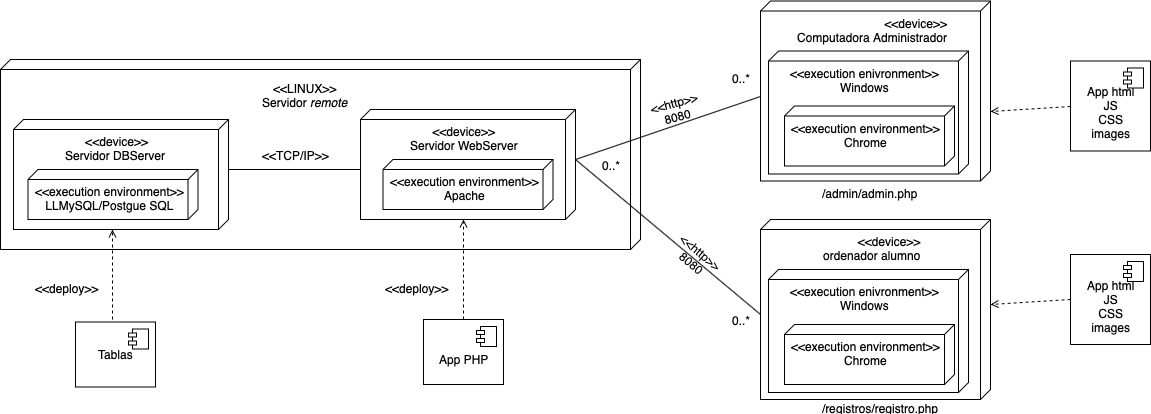 <<LINUX>>
Servidor remote
<<device>>
Servidor DBServer
<<execution environment>>
LLMySQL/Postgue SQL
<<TCP/IP>>
<<device>>
Servidor WebServer
<<execution environment>>
Apache
<<deploy>>
Tablas
<<deploy>>
App PHP
<<http>>
8080
0..*
0..*
<<http>>
8080
0..*
<<device>>
Computadora Administrador
<<execution enivronment>>
Windows
<<execution environment>>
Chrome
/admin/admin.php
App html
JS
CSS
images
<<device>>
ordenador alumno
<<execution enivronment>>
Windows
<<execution environment>>
Chrome
/registros/registro.php
App html
JS
CSS
images